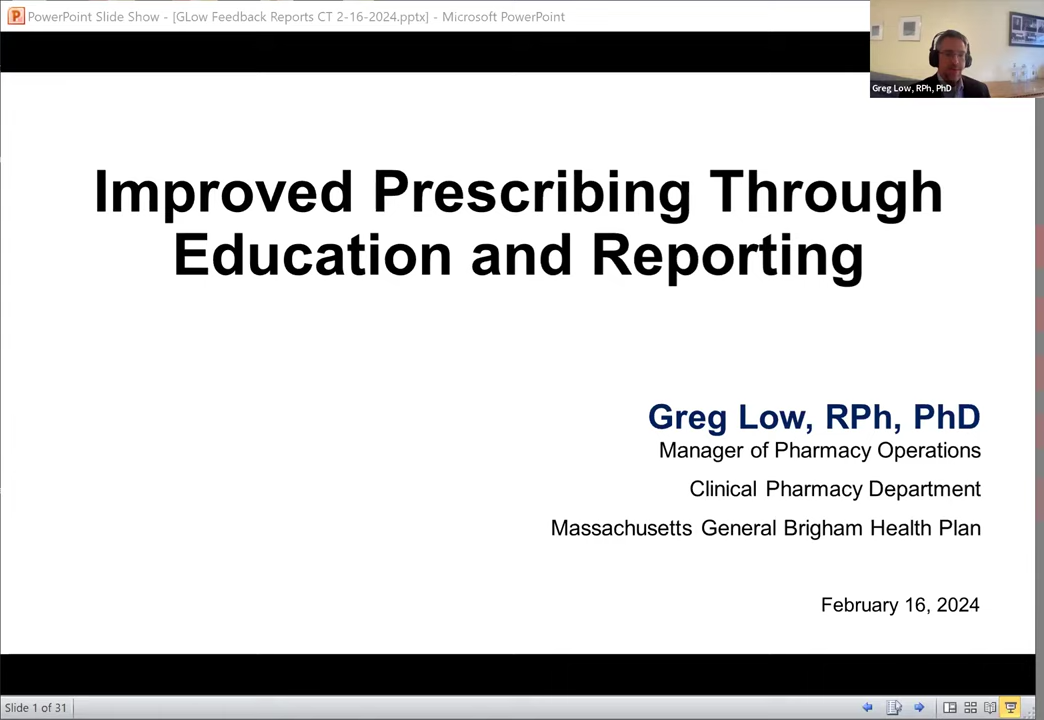 PowerPoint Slide Show - [GLow Feedback Reports CT 2-16-2024.pptx] - Microsoft PowerPoint
Greg Low, RPh, PhD
Improved Prescribing Through
Education and Reporting
Greg Low, RPh, PhD
Manager of Pharmacy Operations
Clinical Pharmacy Department
Massachusetts General Brigham Health Plan
February 16, 2024
Slide 1 of 31